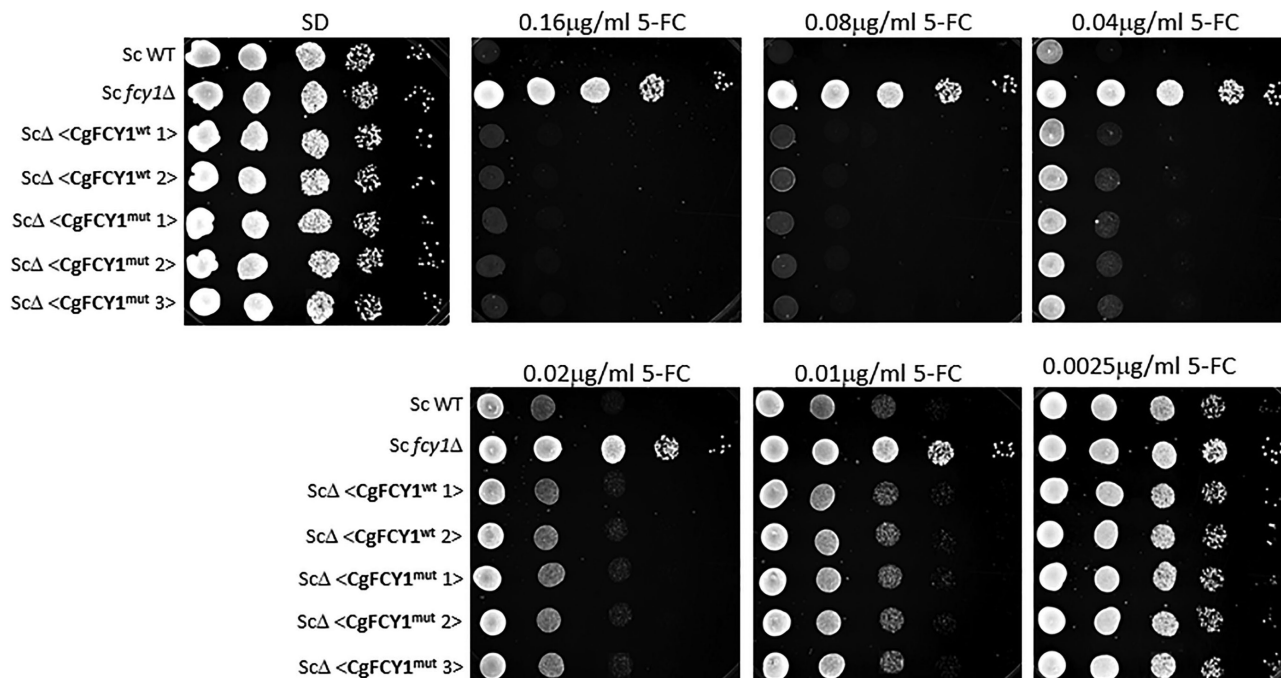 SD
0.16µg/ml 5-FC
0.08µg/ml 5-FC
0.04µg/ml 5-FC
Sc WT
Sc fcy1Δ
ScΔ <CgFCY1wt 1>
ScΔ <CgFCY1wt 2>
ScΔ <CgFCY1mut 1>
ScΔ <CgFCY1mut 2>
ScΔ <CgFCY1mut 3>
0.02µg/ml 5-FC
0.01µg/ml 5-FC
0.0025µg/ml 5-FC
Sc WT
Sc fcy1Δ
ScΔ <CgFCY1wt 1>
ScΔ <CgFCY1wt 2>
ScΔ <CgFCY1mut 1>
ScΔ <CgFCY1mut 2>
ScΔ <CgFCY1mut 3>